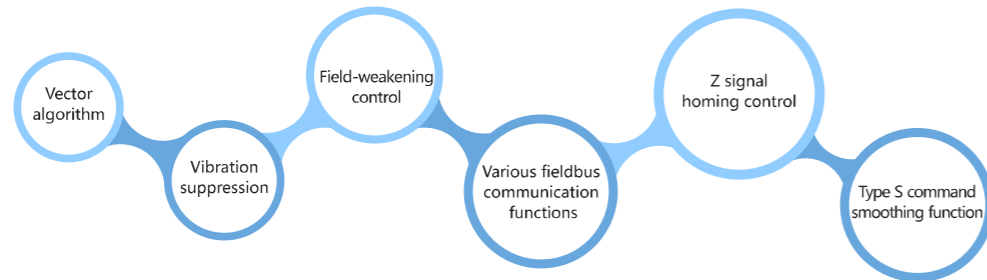 Vector
algorithm
Vibration
suppression
Field-weakening
control
Various fieldbus
communication
functions
Z signal
homing control
Type S command
smoothing function